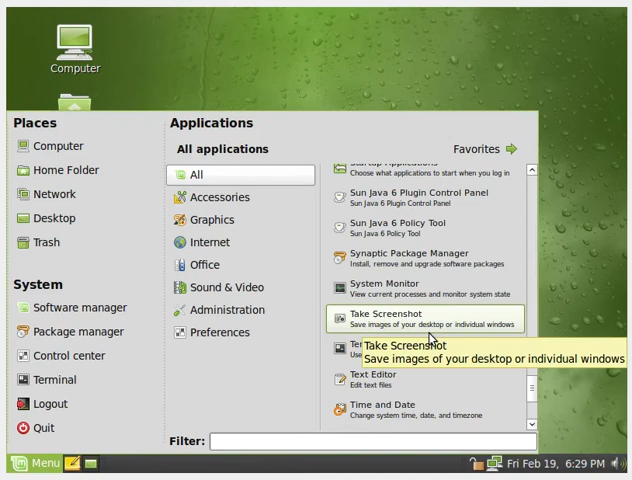 Computer
Places
Computer
Home Folder
Network
Desktop
Trash
System
Software manager
Package manager
Control center
Terminal
Logout
Quit
Applications
All applications
Favorites
All
Accessories
Graphics
Internet
Office
Sound & Video
Administration
Preferences
Startup Applications
Choose what applications to start when you log in
Sun Java 6 Plugin Control Panel
Sun Java 6 Plugin Control Panel
Sun Java 6 Policy Tool
Sun Java 6 Policy Tool
Synaptic Package Manager
Install, remove and upgrade software packages
System Monitor
View current processes and monitor system state
Take Screenshot
Save images of your desktop or individual windows
Take Screenshot
Save images of your desktop or individual windows
Text Editor
Edit text files
Time and Date
Change system time, date, and timezone
Filter:
Menu
Fri Feb 19, 6:29 PM